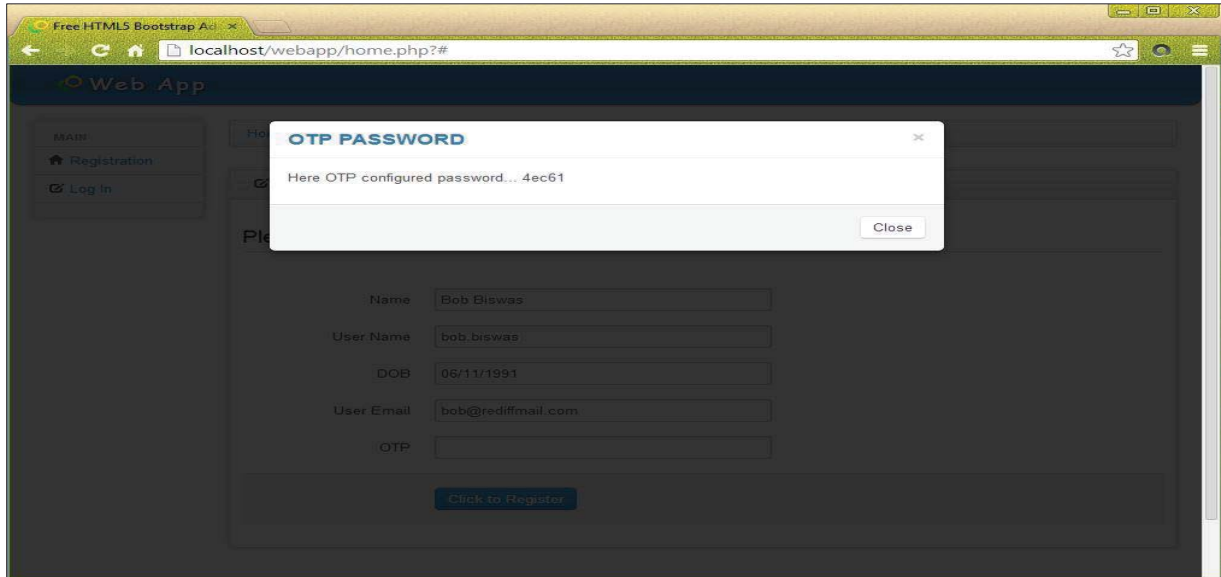 Free HTML5 Bootstrap Ad
localhost/webapp/home.php?#
Web App
MAIN
Registration
Log In
Ho
OTP PASSWORD
Here OTP configured password... 4ec61
Close
Ple
Name Bob Biswas
User Name bob.biswas
DOB 06/11/1991
User Email bob@rediffmail.com
OTP
Click to Register